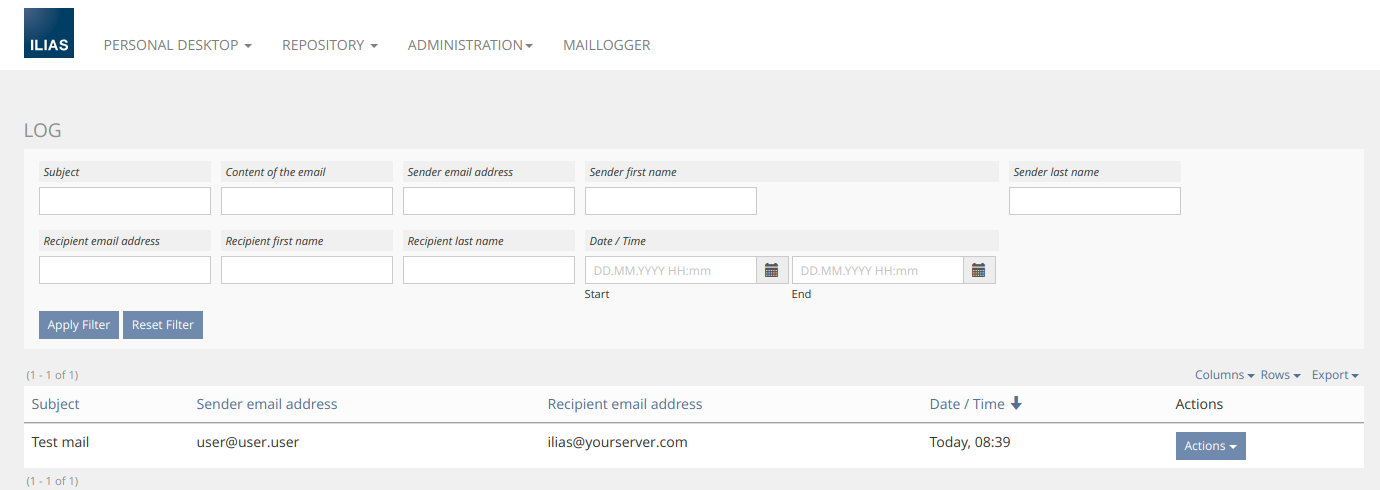 ILIAS
PERSONAL DESKTOP REPOSITORY ADMINISTRATION MAILLOGGER
LOG
Subject Content of the email Sender email address Sender first name Sender last name
Recipient email address Recipient first name Recipient last name Date / Time
DD.MM.YYYY HH:mm DD.MM.YYYY HH:mm
Start End
Apply Filter Reset Filter
(1 - 1 of 1) Columns Rows Export
Subject Sender email address Recipient email address Date / Time Actions
Test mail user@user.user ilias@yourserver.com Today, 08:39 Actions
(1 - 1 of 1)